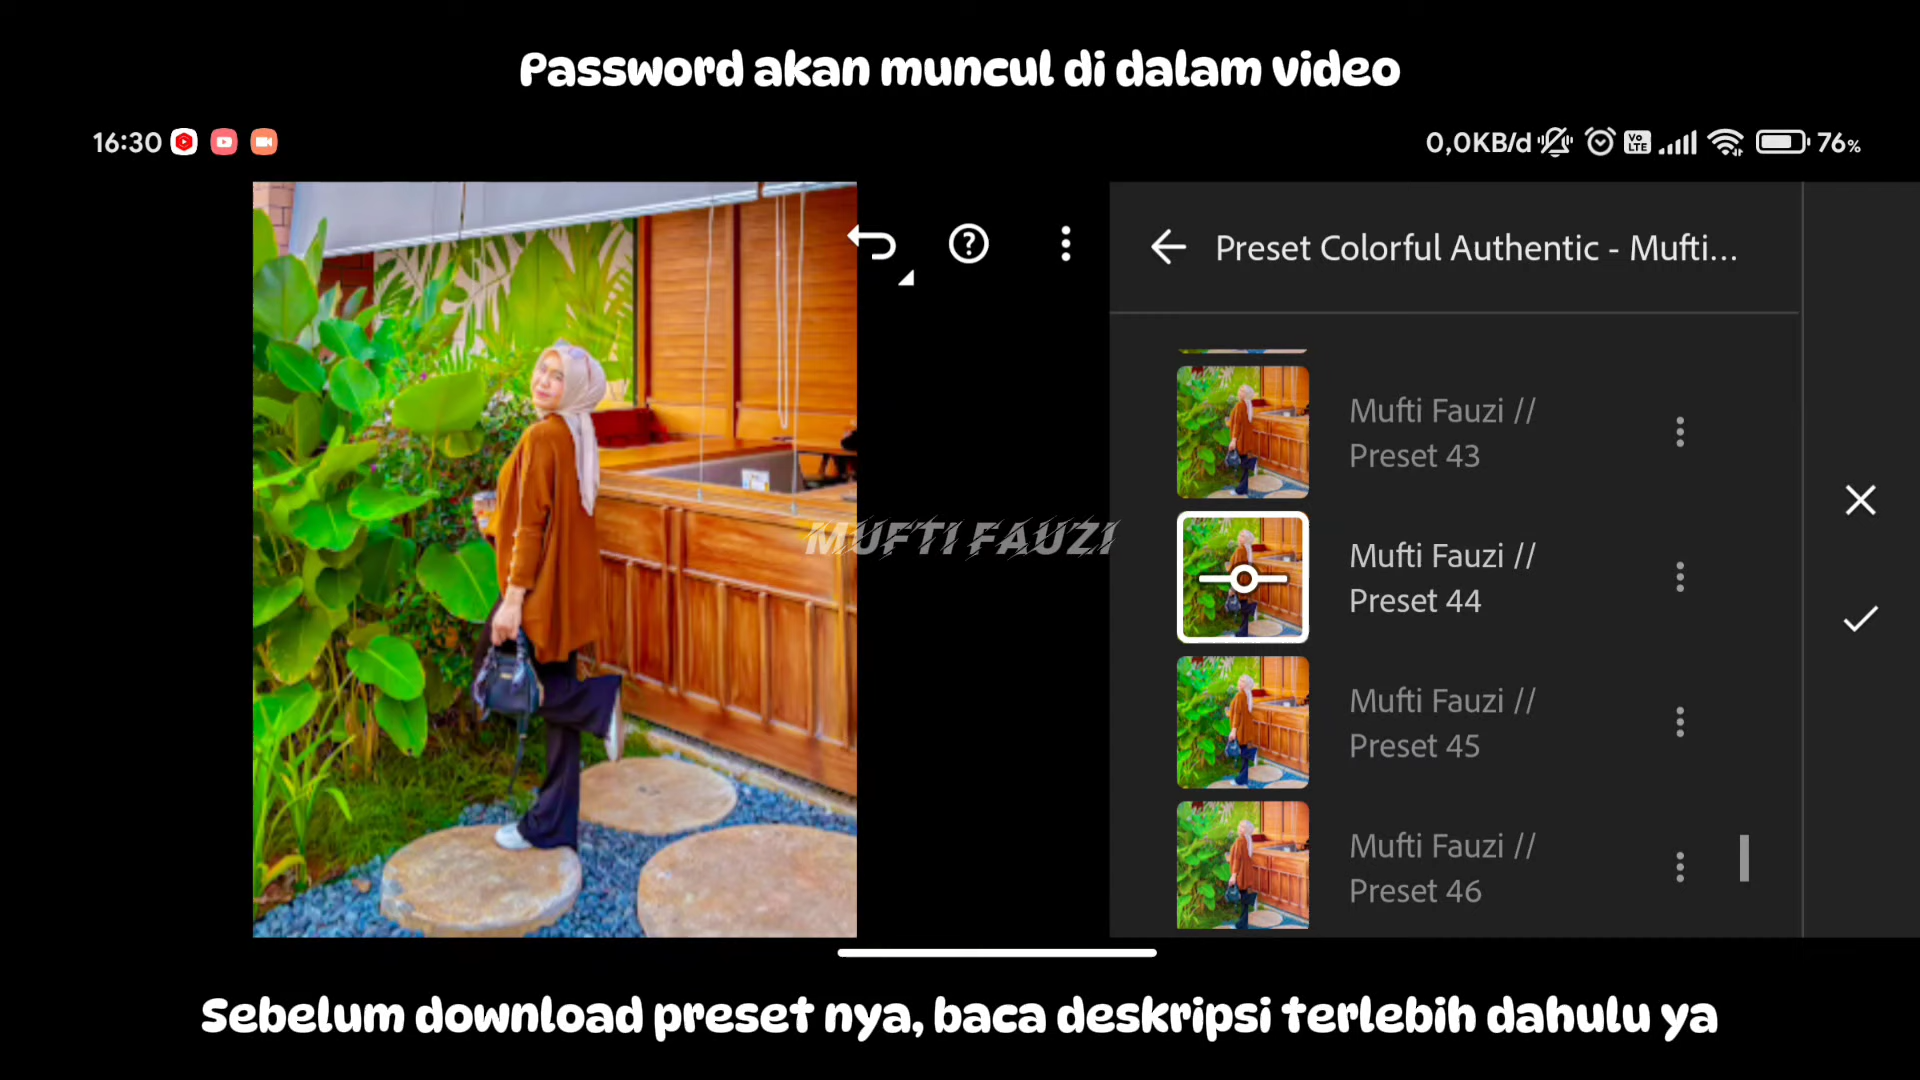 Password akan muncul di dalam video
16:30
0,0KB/d
Vo LTE
76%
Preset Colorful Authentic - Mufti...
Mufti Fauzi //
Preset 43
Mufti Fauzi //
Preset 44
MUFTI FAUZI
Mufti Fauzi //
Preset 45
Mufti Fauzi //
Preset 46
Sebelum download preset nya, baca deskripsi terlebih dahulu ya